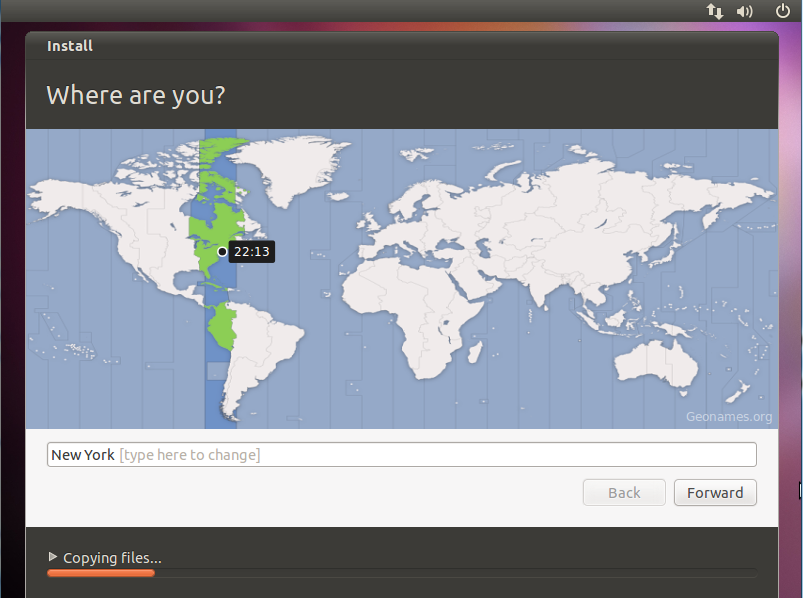 Install
Where are you?
22:13
Geonames.org
New York [type here to change]
Back
Forward
Copying files...